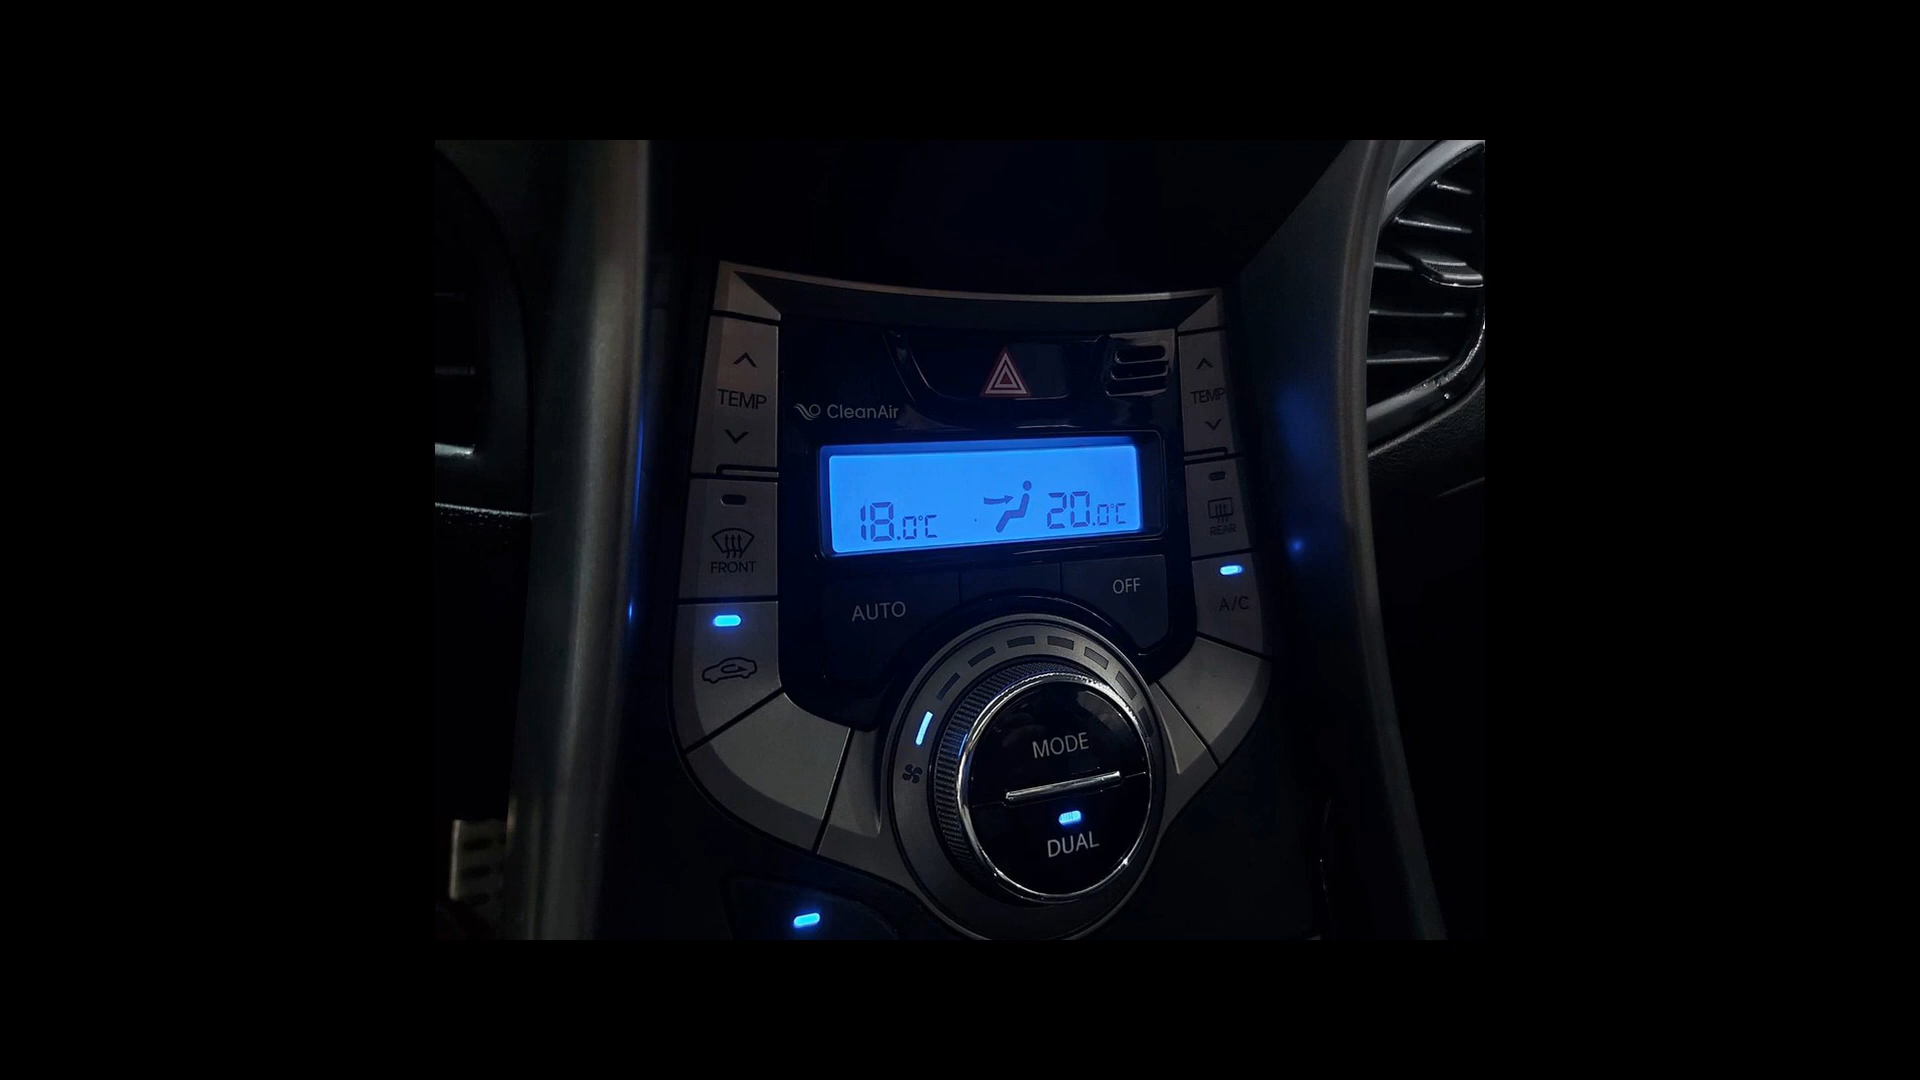 TEMP
TEMP
CleanAir
18.0°C
20.0°C
FRONT
REAR
AUTO
OFF
A/C
MODE
DUAL